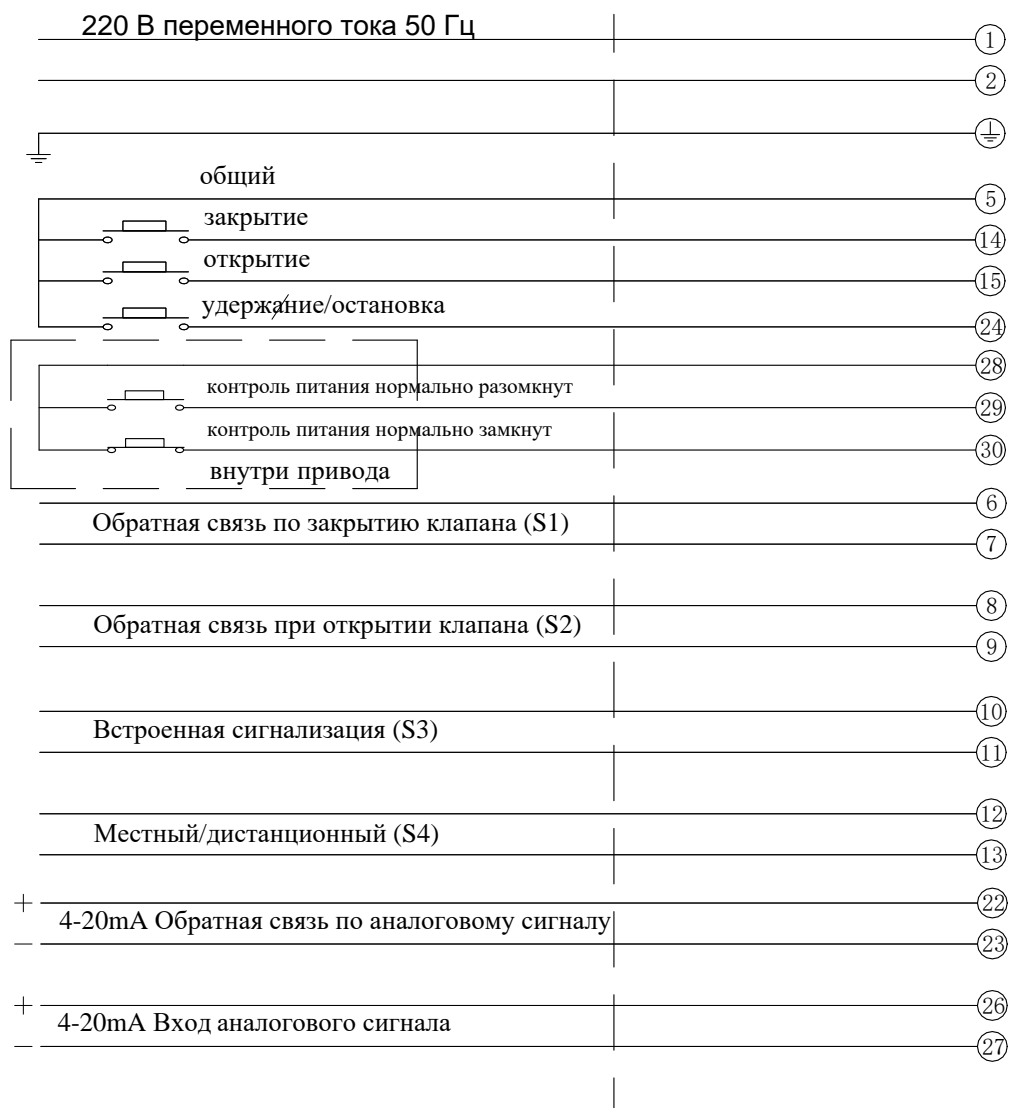 220 В переменного тока 50 Гц
1
2
общий
5
закрытие
14
открытие
15
удержание/остановка
24
28
контроль питания нормально разомкнут
29
контроль питания нормально замкнут
30
внутри привода
6
Обратная связь по закрытию клапана (S1)
7
8
Обратная связь при открытии клапана (S2)
9
10
Встроенная сигнализация (S3)
11
12
Местный/дистанционный (S4)
13
+
22
4-20mA Обратная связь по аналоговому сигналу
—
23
+
26
4-20mA Вход аналогового сигнала
—
27